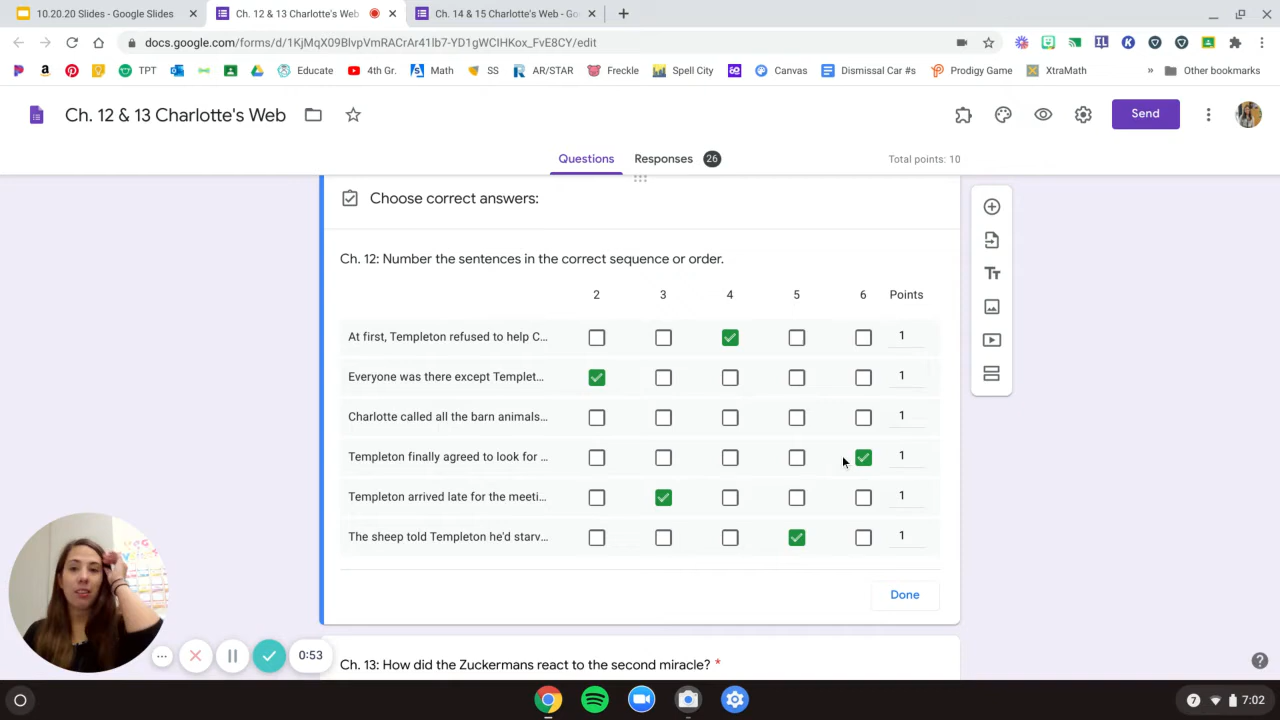 10.20.20 Slides - Google Slides
Ch. 12 & 13 Charlotte's Web
Ch. 14 & 15 Charlotte's Web - Go
docs.google.com/forms/d/1KjMqX09BlvpVmRACrAr41lb7-YD1gWCIHKox_FvE8CY/edit
TPT
Educate
4th Gr.
Math
SS
AR/STAR
Freckle
Spell City
Canvas
Dismissal Car #s
Prodigy Game
XtraMath
»
Other bookmarks
Ch. 12 & 13 Charlotte's Web
Send
Questions
Responses 26
Total points: 10
Choose correct answers:
Ch. 12: Number the sentences in the correct sequence or order.
2 3 4 5 6 Points
At first, Templeton refused to help C... 1
Everyone was there except Templet... 1
Charlotte called all the barn animals... 1
Templeton finally agreed to look for ... 1
Templeton arrived late for the meeti... 1
The sheep told Templeton he'd starv... 1
Done
0:53
Ch. 13: How did the Zuckermans react to the second miracle? *
7 7:02